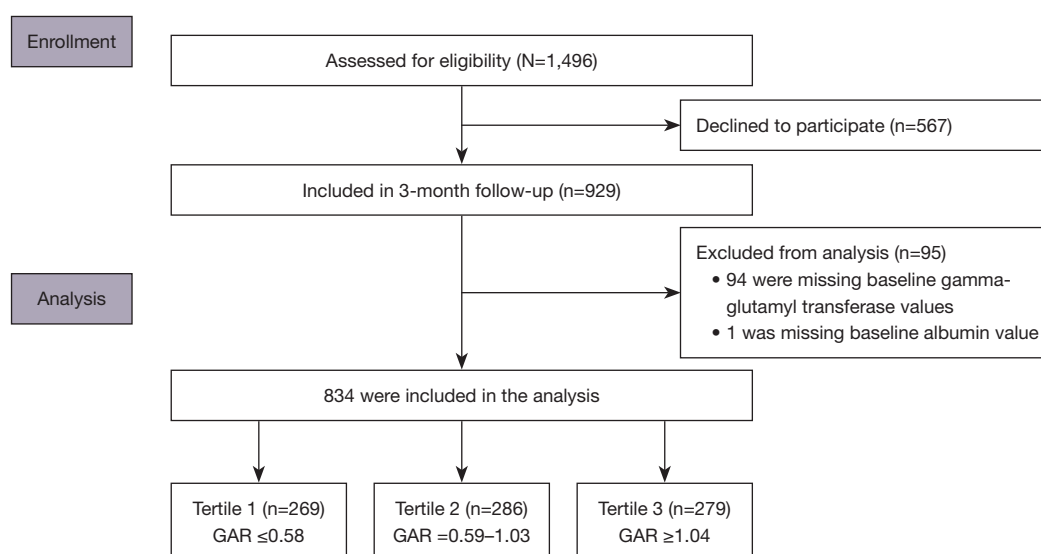 Enrollment
Assessed for eligibility (N=1,496)
Declined to participate (n=567)
Included in 3-month follow-up (n=929)
Excluded from analysis (n=95)
• 94 were missing baseline gamma-
glutamyl transferase values
• 1 was missing baseline albumin value
Analysis
834 were included in the analysis
Tertile 1 (n=269)
GAR ≤0.58
Tertile 2 (n=286)
GAR =0.59–1.03
Tertile 3 (n=279)
GAR ≥1.04